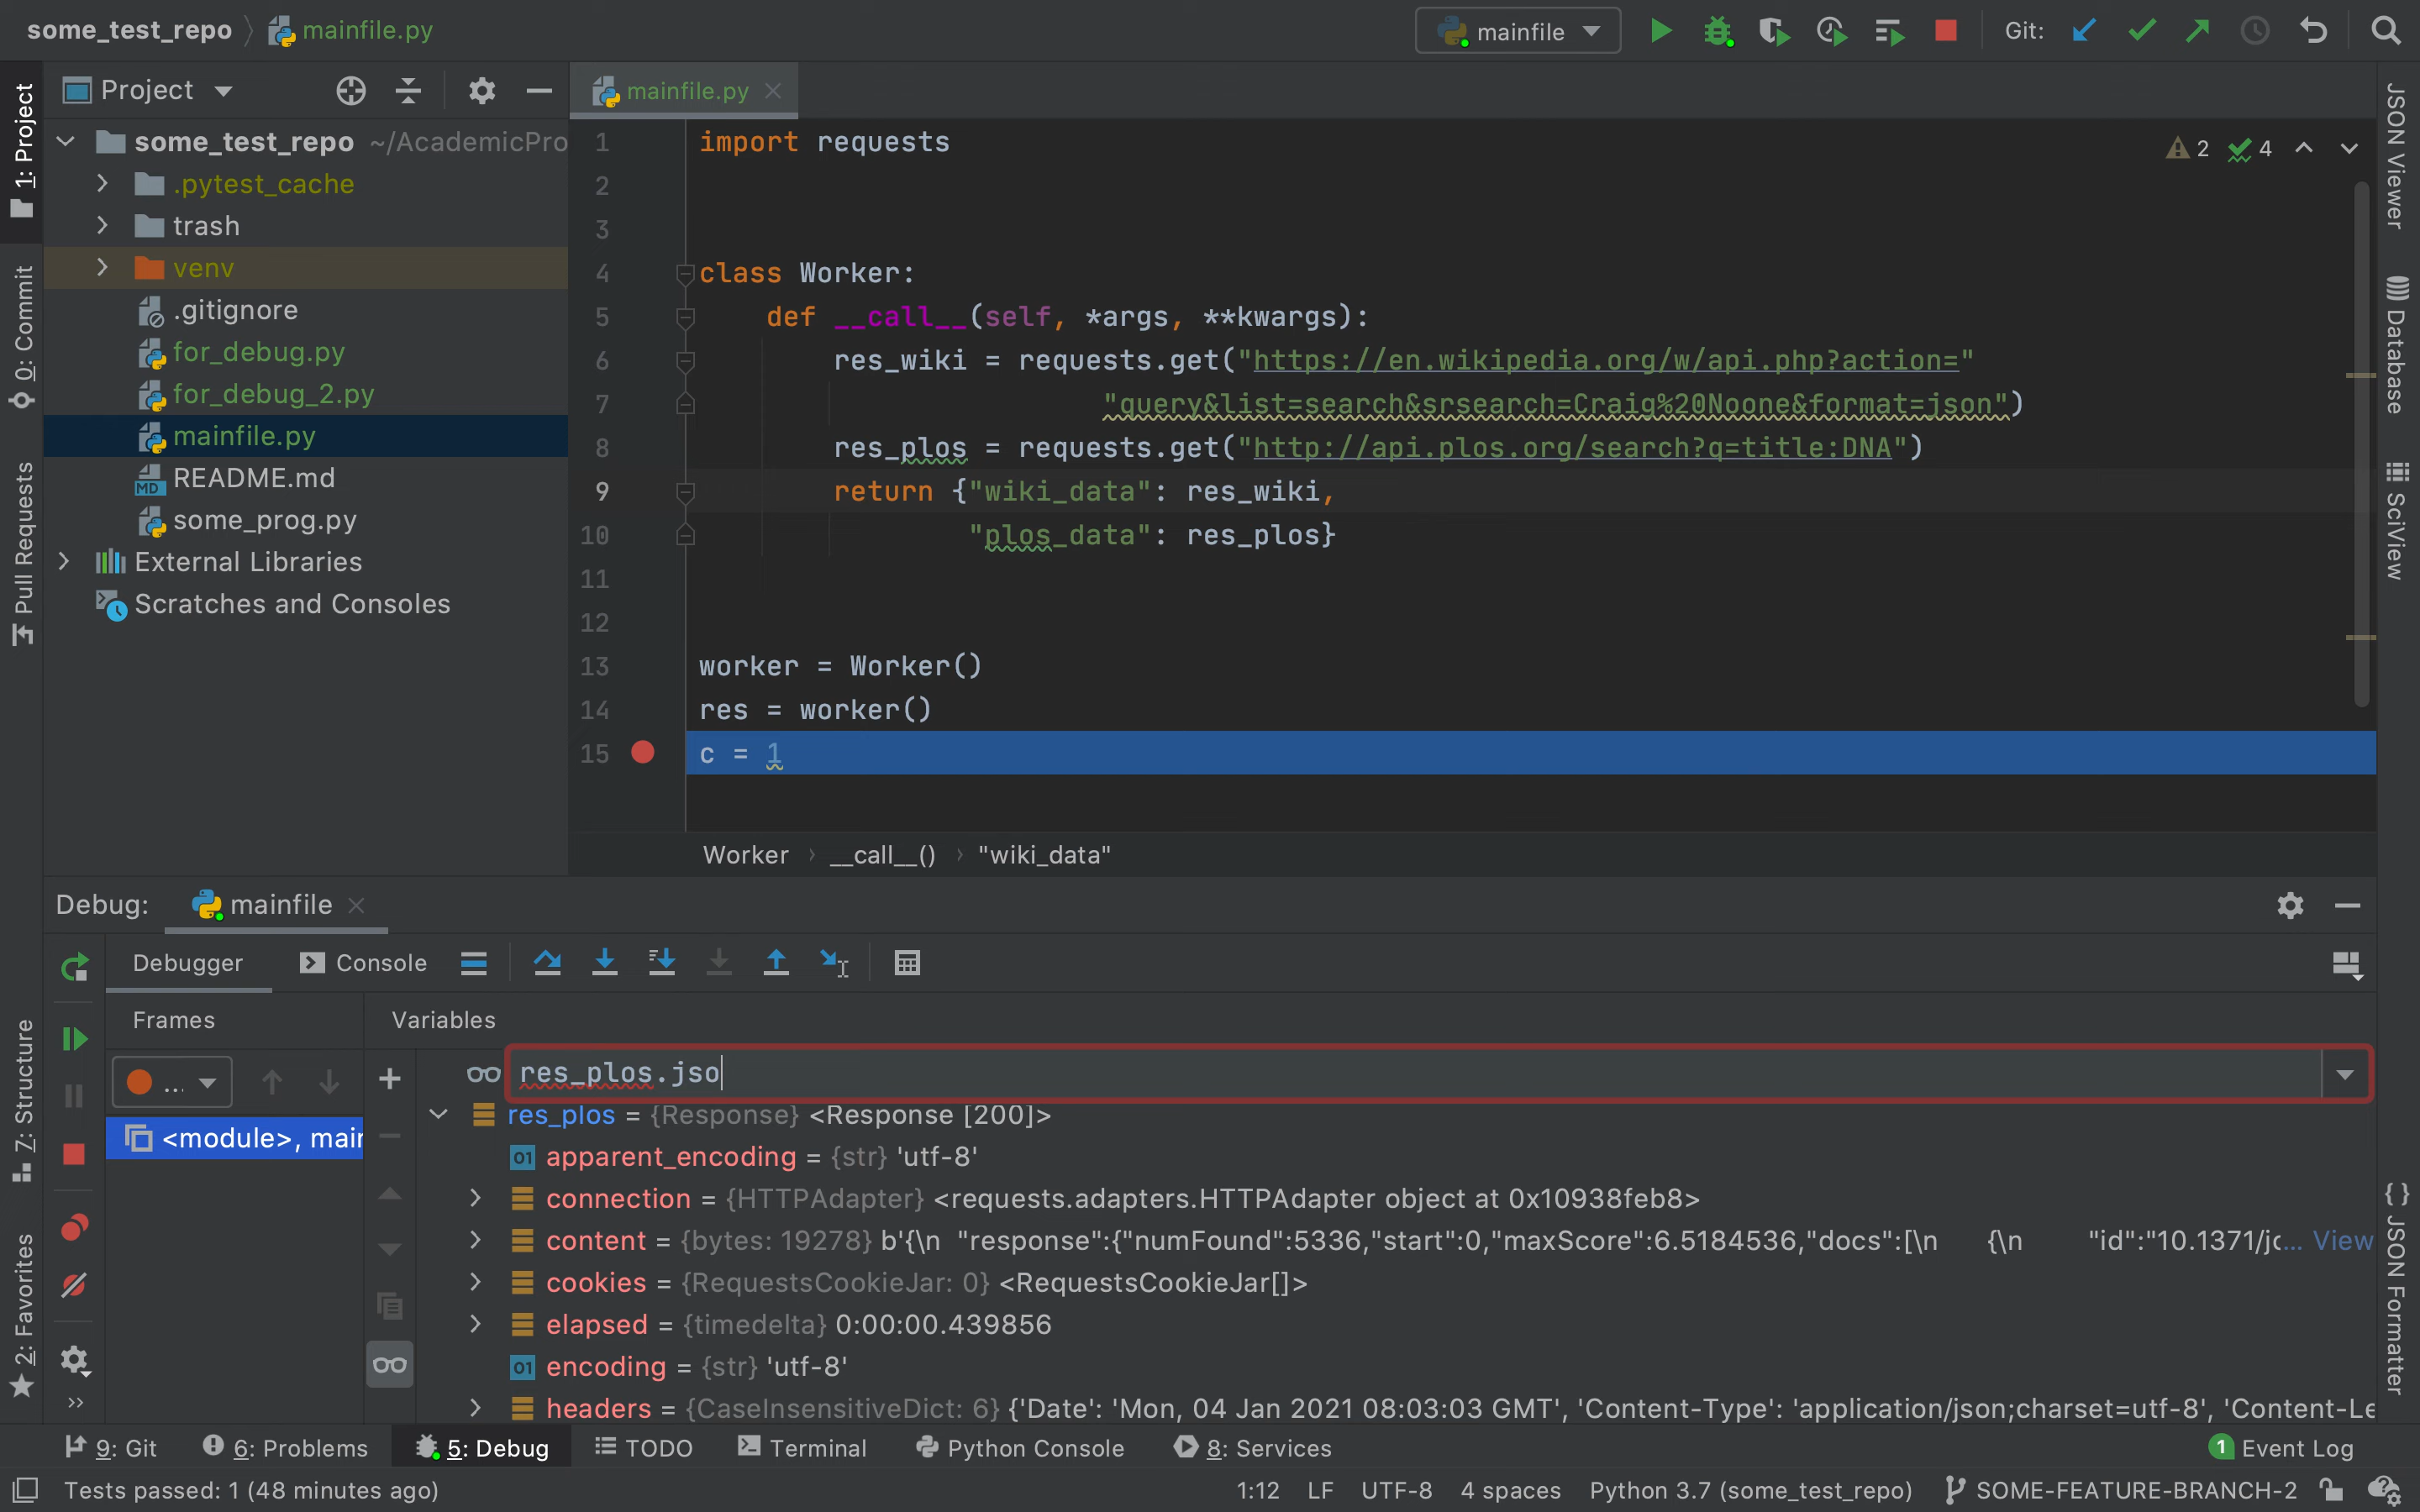 some_test_repo mainfile.py mainfile Git:
Project mainfile.py
some_test_repo ~/AcademicPro
.pytest_cache
trash
venv
.gitignore
for_debug.py
for_debug_2.py
mainfile.py
README.md
some_prog.py
External Libraries
Scratches and Consoles
1: Project
0: Commit
Pull Requests
1 import requests
2
3
4 class Worker:
5 def __call__(self, *args, **kwargs):
6 res_wiki = requests.get("https://en.wikipedia.org/w/api.php?action="
7 "query&list=search&srsearch=Craig%20Noone&format=json")
8 res_plos = requests.get("http://api.plos.org/search?q=title:DNA")
9 return {"wiki_data": res_wiki,
10 "plos_data": res_plos}
11
12
13 worker = Worker()
14 res = worker()
15 c = 1
2 4
Worker › __call__() › "wiki_data"
JSON Viewer
Database
SciView
Debug: mainfile
Debugger Console
Frames Variables
...
<module>, mair
res_plos.jso
res_plos = {Response} <Response [200]>
01 apparent_encoding = {str} 'utf-8'
connection = {HTTPAdapter} <requests.adapters.HTTPAdapter object at 0x10938feb8>
content = {bytes: 19278} b'{\n "response":{"numFound":5336,"start":0,"maxScore":6.5184536,"docs":[\n {\n "id":"10.1371/jc... View
cookies = {RequestsCookieJar: 0} <RequestsCookieJar[]>
elapsed = {timedelta} 0:00:00.439856
01 encoding = {str} 'utf-8'
headers = {CaseInsensitiveDict: 6} {'Date': 'Mon, 04 Jan 2021 08:03:03 GMT', 'Content-Type': 'application/json;charset=utf-8', 'Content-Le
Z: Structure
2: Favorites
{} JSON Formatter
9: Git 6: Problems 5: Debug TODO Terminal Python Console 8: Services 1 Event Log
Tests passed: 1 (48 minutes ago) 1:12 LF UTF-8 4 spaces Python 3.7 (some_test_repo) SOME-FEATURE-BRANCH-2